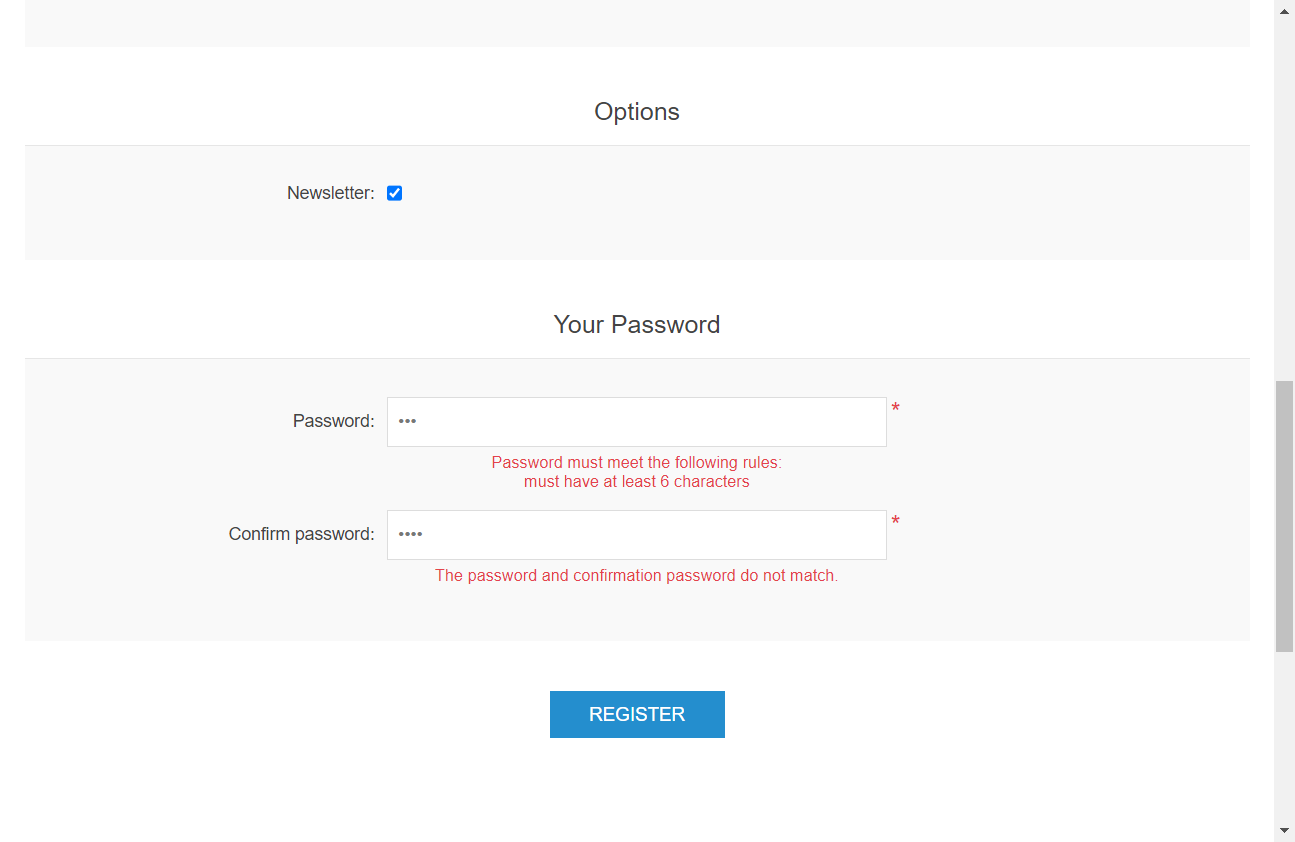 Options
Newsletter:
Your Password
Password: ••• *
Password must meet the following rules:
must have at least 6 characters
Confirm password: •••• *
The password and confirmation password do not match.
REGISTER